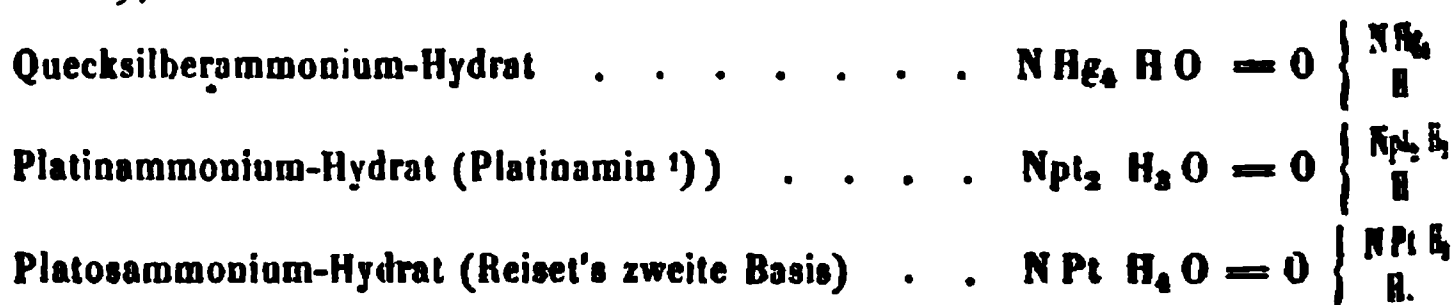 Quecksilberammonium-Hydrat . . . . . . . N Hg₄ H O = O { N Hg₄ H
Platinammonium-Hydrat (Platinamin ¹)) . . . . Npt₂ H₃ O = O { Npt₂ H₂ H
Platosammonium-Hydrat (Reiset's zweite Basis) . . N Pt H₄ O = O { N Pt H₃ H.